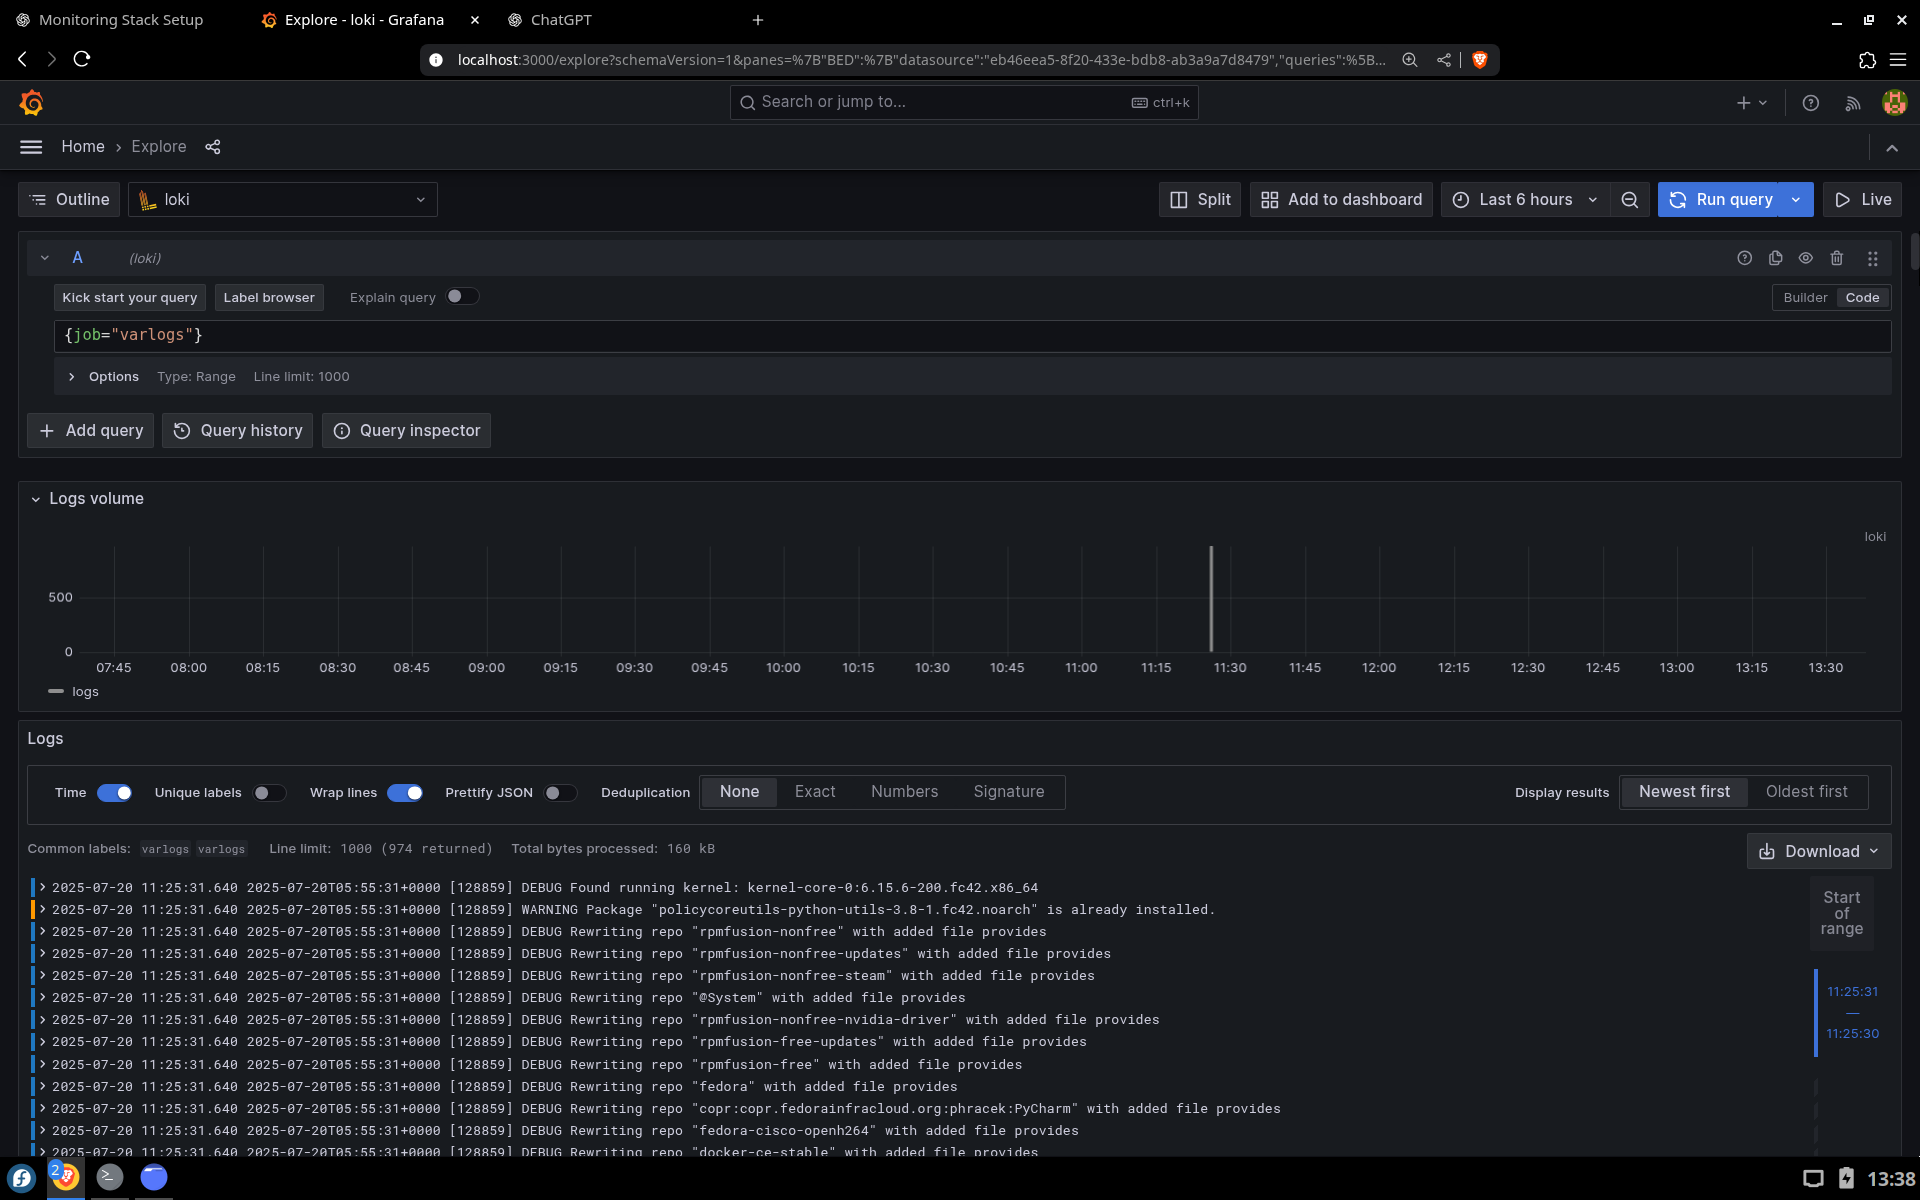 Monitoring Stack Setup
Explore - loki - Grafana
ChatGPT
localhost:3000/explore?schemaVersion=1&panes=%7B"BED":%7B"datasource":"eb46eea5-8f20-433e-bdb8-ab3a9a7d8479","queries":%5B...
Search or jump to...
ctrl+k
Home › Explore
Outline
loki
Split
Add to dashboard
Last 6 hours
Run query
Live
A (loki)
Kick start your query
Label browser
Explain query
Builder
Code
{job="varlogs"}
Options Type: Range Line limit: 1000
Add query
Query history
Query inspector
Logs volume
loki
500
0
07:45 08:00 08:15 08:30 08:45 09:00 09:15 09:30 09:45 10:00 10:15 10:30 10:45 11:00 11:15 11:30 11:45 12:00 12:15 12:30 12:45 13:00 13:15 13:30
logs
Logs
Time Unique labels Wrap lines Prettify JSON Deduplication None Exact Numbers Signature Display results Newest first Oldest first
Common labels: varlogs varlogs Line limit: 1000 (974 returned) Total bytes processed: 160 kB
Download
2025-07-20 11:25:31.640 2025-07-20T05:55:31+0000 [128859] DEBUG Found running kernel: kernel-core-0:6.15.6-200.fc42.x86_64
2025-07-20 11:25:31.640 2025-07-20T05:55:31+0000 [128859] WARNING Package "policycoreutils-python-utils-3.8-1.fc42.noarch" is already installed.
2025-07-20 11:25:31.640 2025-07-20T05:55:31+0000 [128859] DEBUG Rewriting repo "rpmfusion-nonfree" with added file provides
2025-07-20 11:25:31.640 2025-07-20T05:55:31+0000 [128859] DEBUG Rewriting repo "rpmfusion-nonfree-updates" with added file provides
2025-07-20 11:25:31.640 2025-07-20T05:55:31+0000 [128859] DEBUG Rewriting repo "rpmfusion-nonfree-steam" with added file provides
2025-07-20 11:25:31.640 2025-07-20T05:55:31+0000 [128859] DEBUG Rewriting repo "@System" with added file provides
2025-07-20 11:25:31.640 2025-07-20T05:55:31+0000 [128859] DEBUG Rewriting repo "rpmfusion-nonfree-nvidia-driver" with added file provides
2025-07-20 11:25:31.640 2025-07-20T05:55:31+0000 [128859] DEBUG Rewriting repo "rpmfusion-free-updates" with added file provides
2025-07-20 11:25:31.640 2025-07-20T05:55:31+0000 [128859] DEBUG Rewriting repo "rpmfusion-free" with added file provides
2025-07-20 11:25:31.640 2025-07-20T05:55:31+0000 [128859] DEBUG Rewriting repo "fedora" with added file provides
2025-07-20 11:25:31.640 2025-07-20T05:55:31+0000 [128859] DEBUG Rewriting repo "copr:copr.fedorainfracloud.org:phracek:PyCharm" with added file provides
2025-07-20 11:25:31.640 2025-07-20T05:55:31+0000 [128859] DEBUG Rewriting repo "fedora-cisco-openh264" with added file provides
2025-07-20 11:25:31.640 2025-07-20T05:55:31+0000 [128859] DEBUG Rewriting repo "docker-ce-stable" with added file provides
Start
of
range
11:25:31
—
11:25:30
2
13:38